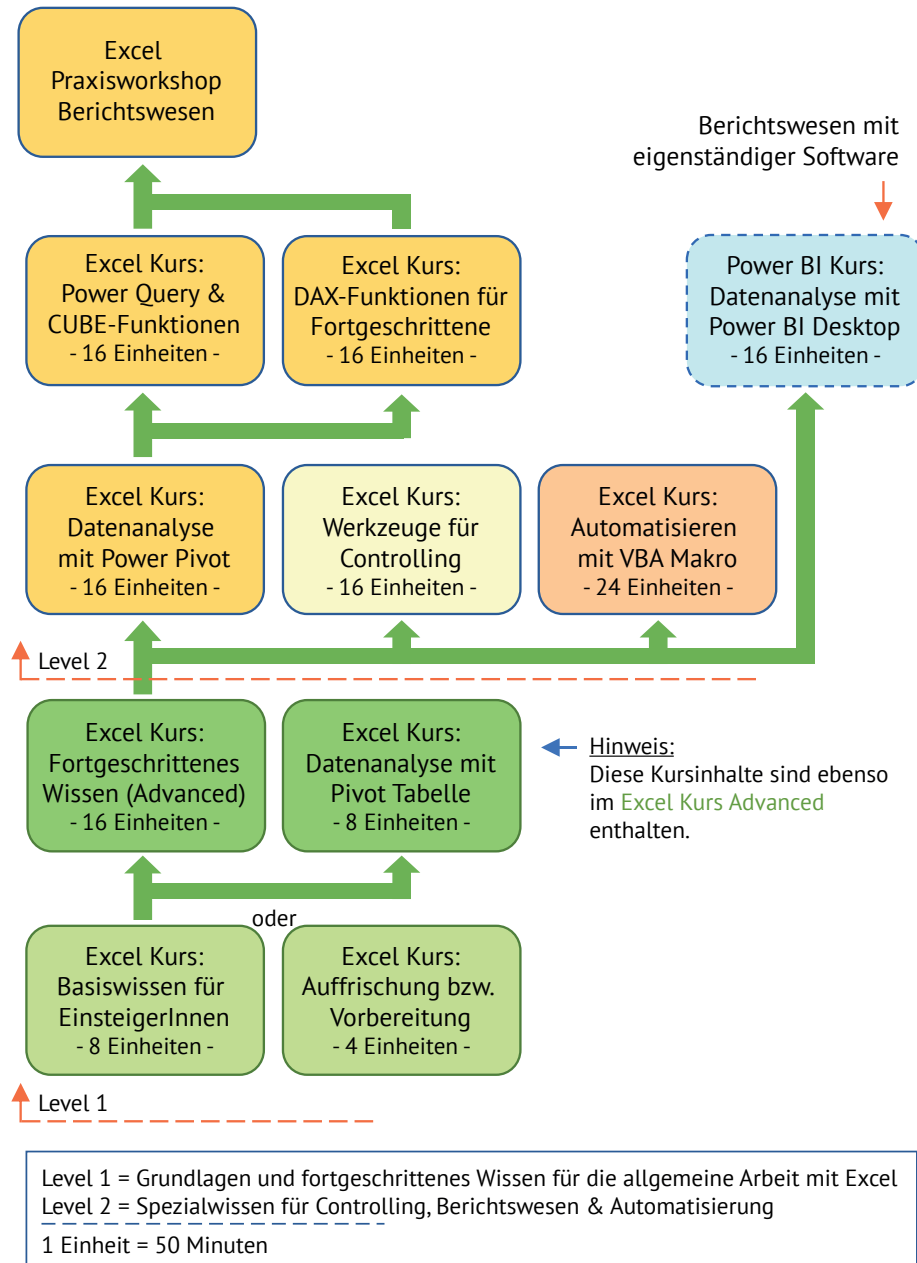 Excel
Praxisworkshop
Berichtswesen
Berichtswesen mit
eigenständiger Software
Excel Kurs:
Power Query &
CUBE-Funktionen
- 16 Einheiten -
Excel Kurs:
DAX-Funktionen für
Fortgeschrittene
- 16 Einheiten -
Power BI Kurs:
Datenanalyse mit
Power BI Desktop
- 16 Einheiten -
Excel Kurs:
Datenanalyse
mit Power Pivot
- 16 Einheiten -
Excel Kurs:
Werkzeuge für
Controlling
- 16 Einheiten -
Excel Kurs:
Automatisieren
mit VBA Makro
- 24 Einheiten -
Level 2
Excel Kurs:
Fortgeschrittenes
Wissen (Advanced)
- 16 Einheiten -
Excel Kurs:
Datenanalyse mit
Pivot Tabelle
- 8 Einheiten -
Hinweis:
Diese Kursinhalte sind ebenso
im Excel Kurs Advanced
enthalten.
oder
Excel Kurs:
Basiswissen für
EinsteigerInnen
- 8 Einheiten -
Excel Kurs:
Auffrischung bzw.
Vorbereitung
- 4 Einheiten -
Level 1
Level 1 = Grundlagen und fortgeschrittenes Wissen für die allgemeine Arbeit mit Excel
Level 2 = Spezialwissen für Controlling, Berichtswesen & Automatisierung
1 Einheit = 50 Minuten